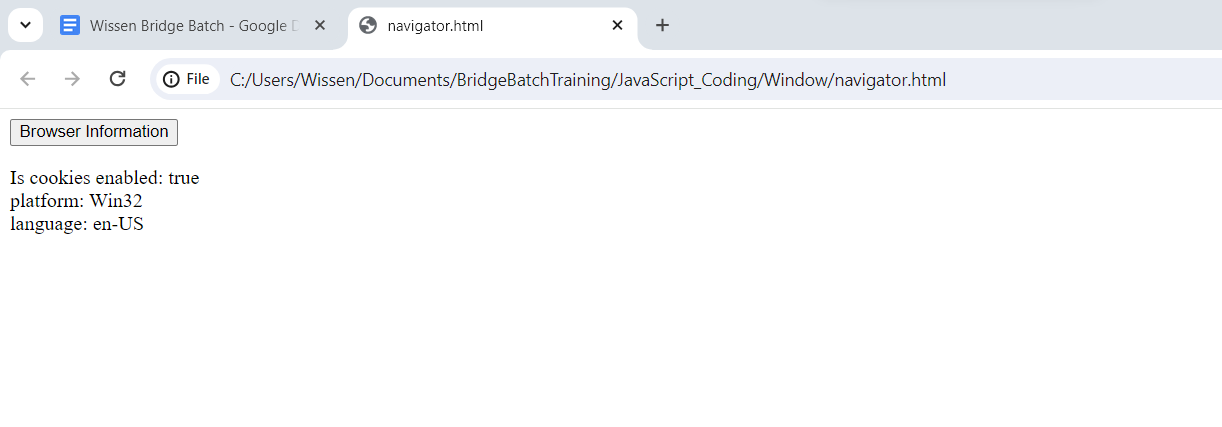 Wissen Bridge Batch - Google D
navigator.html
File C:/Users/Wissen/Documents/BridgeBatchTraining/JavaScript_Coding/Window/navigator.html
Browser Information
Is cookies enabled: true
platform: Win32
language: en-US